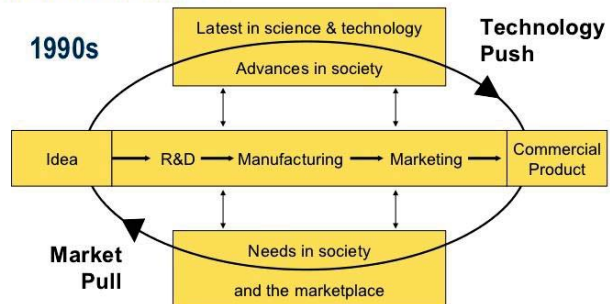 1990s
Latest in science & technology
Advances in society
Technology
Push
Idea
R&D
Manufacturing
Marketing
Commercial
Product
Market
Pull
Needs in society
and the marketplace